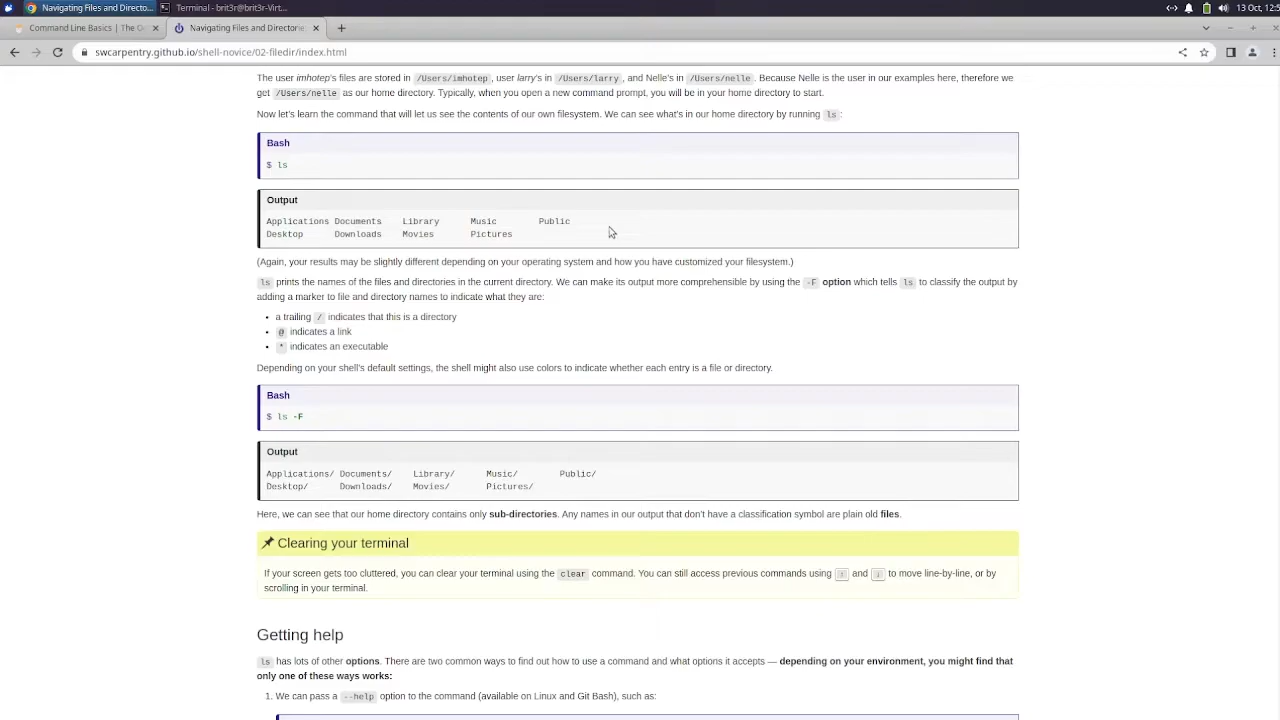 Command Line Basics | The O
Navigating Files and Directo...
Terminal - brit3r@brit3r-Virt...
13 Oct, 12:5
Navigating Files and Directorie
swcarpentry.github.io/shell-novice/02-filedir/index.html
The user imhotep's files are stored in /Users/imhotep, user larry's in /Users/larry, and Nelle's in /Users/nelle. Because Nelle is the user in our examples here, therefore we
get /Users/nelle as our home directory. Typically, when you open a new command prompt, you will be in your home directory to start.
Now let's learn the command that will let us see the contents of our own filesystem. We can see what's in our home directory by running ls:
Bash
$ ls
Output
Applications Documents Library Music Public
Desktop Downloads Movies Pictures
(Again, your results may be slightly different depending on your operating system and how you have customized your filesystem.)
ls prints the names of the files and directories in the current directory. We can make its output more comprehensible by using the -F option which tells ls to classify the output by
adding a marker to file and directory names to indicate what they are:
• a trailing / indicates that this is a directory
• @ indicates a link
• * indicates an executable
Depending on your shell's default settings, the shell might also use colors to indicate whether each entry is a file or directory.
Bash
$ ls -F
Output
Applications/ Documents/ Library/ Music/ Public/
Desktop/ Downloads/ Movies/ Pictures/
Here, we can see that our home directory contains only sub-directories. Any names in our output that don't have a classification symbol are plain old files.
Clearing your terminal
If your screen gets too cluttered, you can clear your terminal using the clear command. You can still access previous commands using and to move line-by-line, or by
scrolling in your terminal.
Getting help
ls has lots of other options. There are two common ways to find out how to use a command and what options it accepts — depending on your environment, you might find that
only one of these ways works:
1. We can pass a --help option to the command (available on Linux and Git Bash), such as: